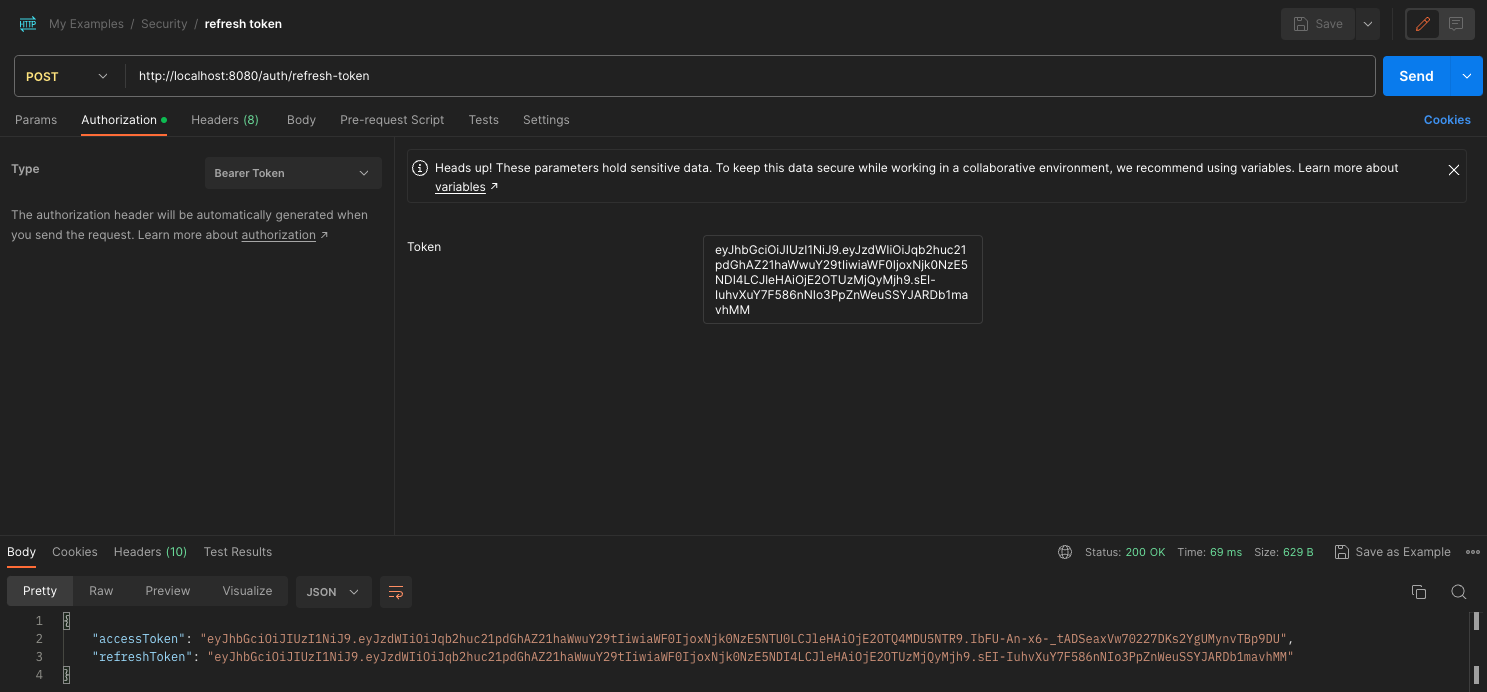 HTTP My Examples / Security / refresh token
Save
POST http://localhost:8080/auth/refresh-token Send
Params Authorization Headers (8) Body Pre-request Script Tests Settings Cookies
Type Bearer Token
The authorization header will be automatically generated when
you send the request. Learn more about authorization ↗
Heads up! These parameters hold sensitive data. To keep this data secure while working in a collaborative environment, we recommend using variables. Learn more about
variables ↗
Token
eyJhbGciOiJIUzI1NiJ9.eyJzdWIiOiJqb2huc21
pdGhAZ21haWwuY29tIiwiaWF0IjoxNjk0NzE5
NDI4LCJleHAiOjE2OTUzMjQyMjh9.sEI-
IuhvXuY7F586nNIo3PpZnWeuSSYJARDb1ma
vhMM
Body Cookies Headers (10) Test Results Status: 200 OK Time: 69 ms Size: 629 B Save as Example
Pretty Raw Preview Visualize JSON
1 {
2 "accessToken": "eyJhbGciOiJIUzI1NiJ9.eyJzdWIiOiJqb2huc21pdGhAZ21haWwuY29tIiwiaWF0IjoxNjk0NzE5NTU0LCJleHAiOjE2OTQ4MDU5NTR9.IbFU-An-x6-_tADSeaxVw70227DKs2YgUMynvTBp9DU",
3 "refreshToken": "eyJhbGciOiJIUzI1NiJ9.eyJzdWIiOiJqb2huc21pdGhAZ21haWwuY29tIiwiaWF0IjoxNjk0NzE5NDI4LCJleHAiOjE2OTUzMjQyMjh9.sEI-IuhvXuY7F586nNIo3PpZnWeuSSYJARDb1mavhMM"
4 }